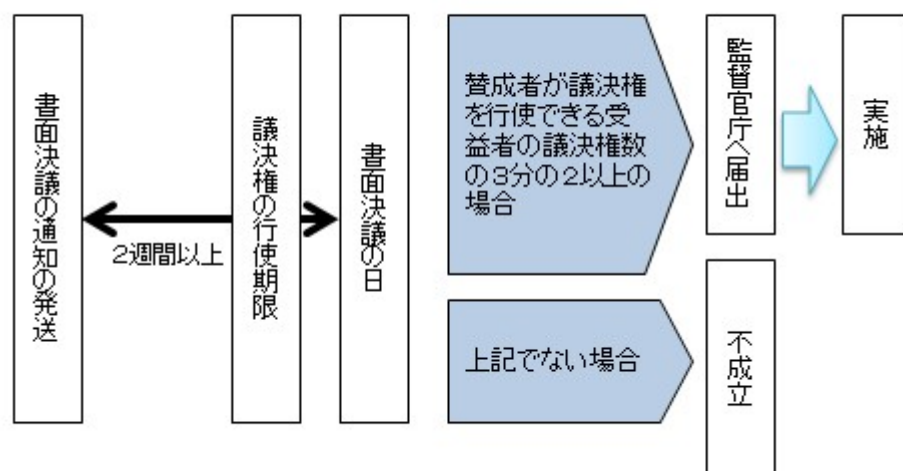 書面決議の通知の発送
2週間以上
議決権の行使期限
書面決議の日
賛成者が議決権
を行使できる受
益者の議決権数
の3分の2以上の
場合
監督官庁へ届出
実施
上記でない場合
不成立